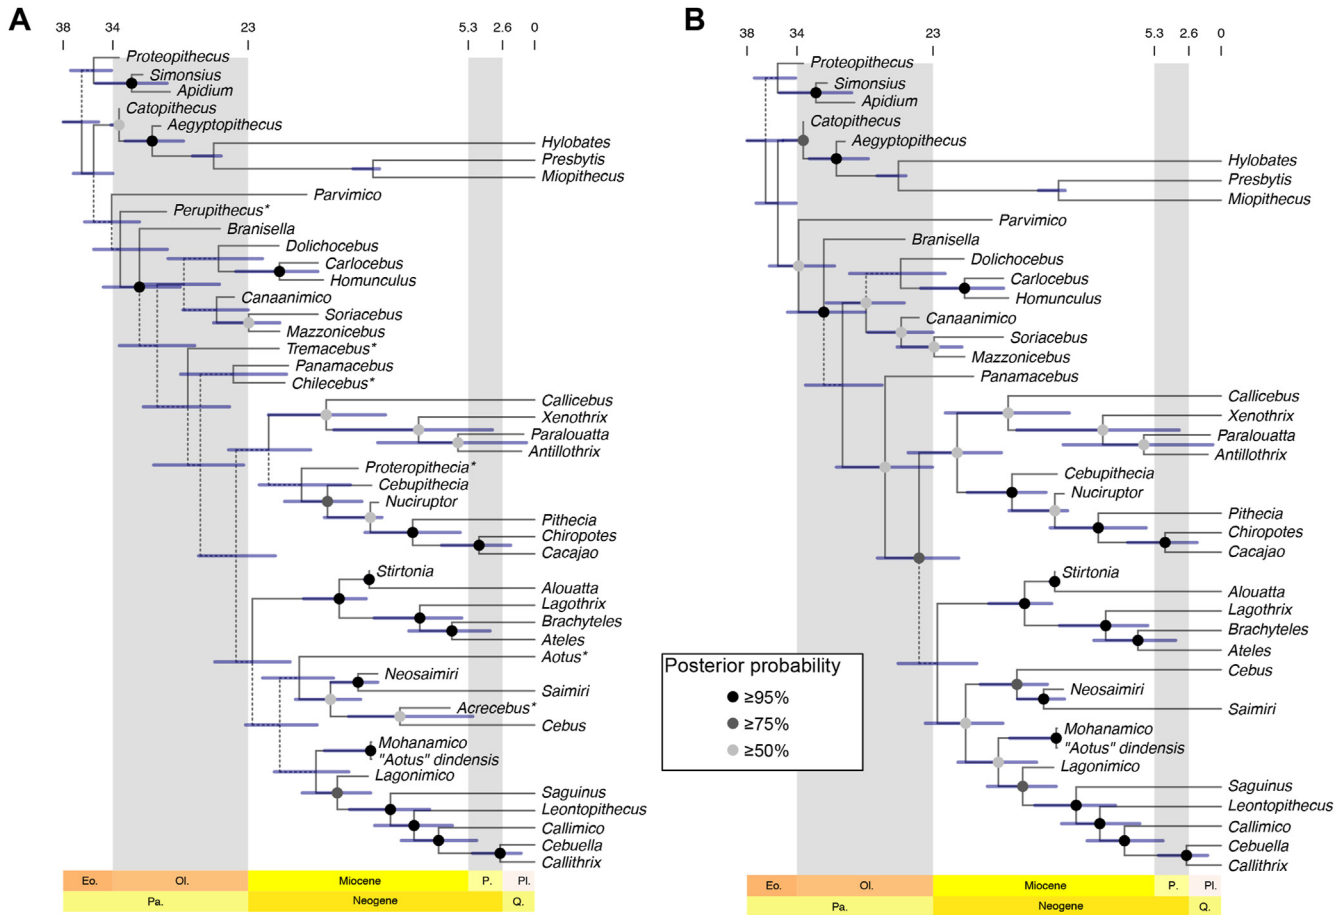 A
38 34 23 5.3 2.6 0
Proteopithecus
Simonsius
Apidium
Catopithecus
Aegyptopithecus
Hylobates
Presbytis
Miopithecus
Parvimico
Perupithecus*
Branisella
Dolichocebus
Carlocebus
Homunculus
Canaanimico
Soriacebus
Mazzonicebus
Tremacebus*
Panamacebus
Chilecebus*
Callicebus
Xenothrix
Paralouatta
Antillothrix
Proteropithecia*
Cebupithecia
Nuciruptor
Pithecia
Chiropotes
Cacajao
Stirtonia
Alouatta
Lagothrix
Brachyteles
Ateles
Aotus*
Neosaimiri
Saimiri
Acrecebus*
Cebus
Mohanamico
"Aotus" dindensis
Lagonimico
Saguinus
Leontopithecus
Callimico
Cebuella
Callithrix
Eo. Ol. Miocene P. Pl.
Pa. Neogene Q.
B
38 34 23 5.3 2.6 0
Proteopithecus
Simonsius
Apidium
Catopithecus
Aegyptopithecus
Hylobates
Presbytis
Miopithecus
Parvimico
Branisella
Dolichocebus
Carlocebus
Homunculus
Canaanimico
Soriacebus
Mazzonicebus
Panamacebus
Callicebus
Xenothrix
Paralouatta
Antillothrix
Cebupithecia
Nuciruptor
Pithecia
Chiropotes
Cacajao
Stirtonia
Alouatta
Lagothrix
Brachyteles
Ateles
Cebus
Neosaimiri
Saimiri
Mohanamico
"Aotus" dindensis
Lagonimico
Saguinus
Leontopithecus
Callimico
Cebuella
Callithrix
Eo. Ol. Miocene P. Pl.
Pa. Neogene Q.
Posterior probability
≥95%
≥75%
≥50%